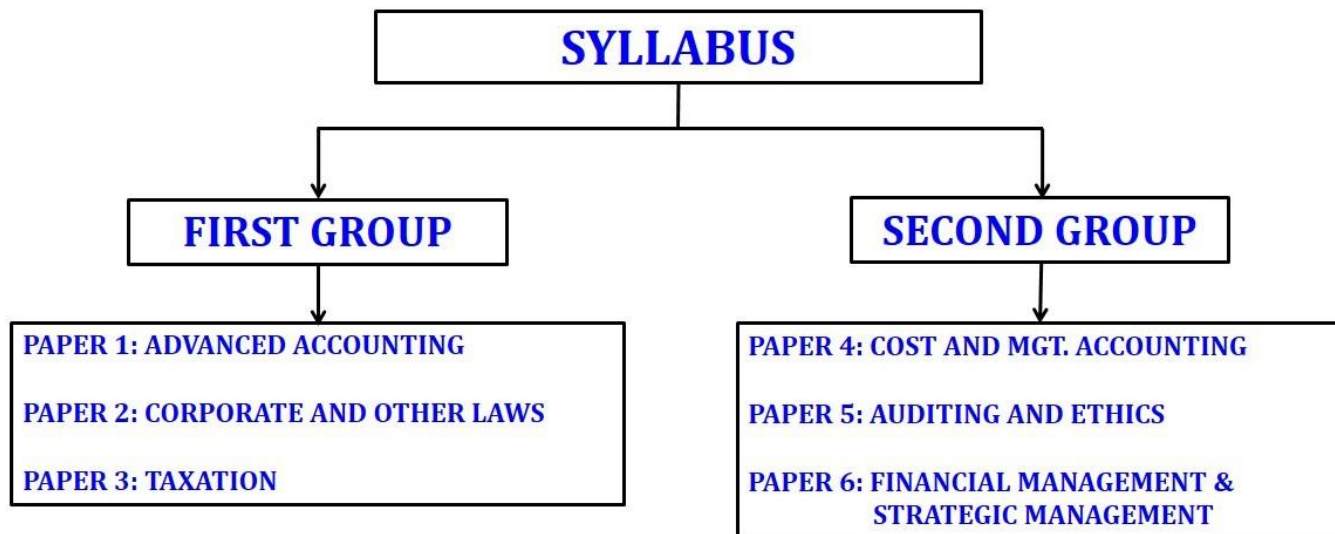 SYLLABUS
FIRST GROUP
SECOND GROUP
PAPER 1: ADVANCED ACCOUNTING
PAPER 2: CORPORATE AND OTHER LAWS
PAPER 3: TAXATION
PAPER 4: COST AND MGT. ACCOUNTING
PAPER 5: AUDITING AND ETHICS
PAPER 6: FINANCIAL MANAGEMENT &
STRATEGIC MANAGEMENT